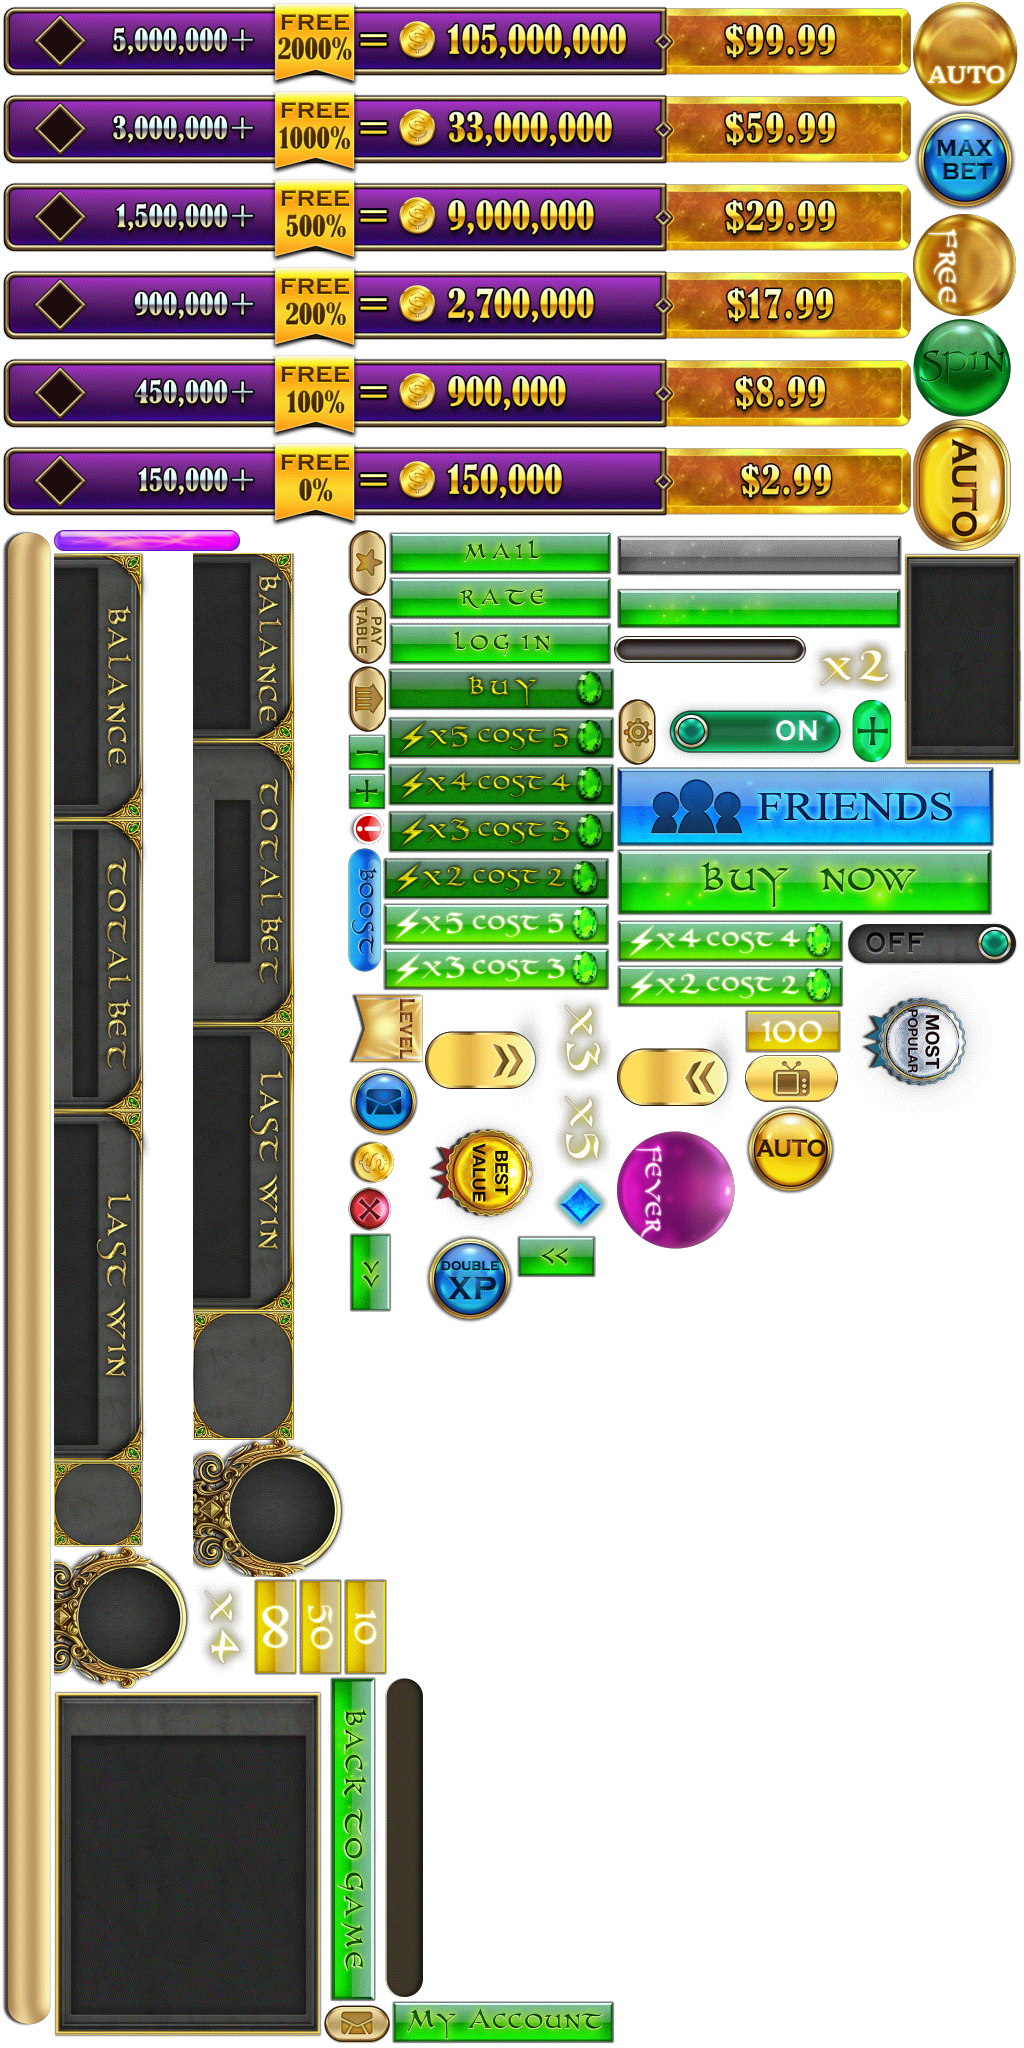 5,000,000+ FREE 2000% = 105,000,000 $99.99
AUTO
3,000,000+ FREE 1000% = 33,000,000 $59.99
MAX BET
1,500,000+ FREE 500% = 9,000,000 $29.99
FREE
900,000+ FREE 200% = 2,700,000 $17.99
SPIN
450,000+ FREE 100% = 900,000 $8.99
150,000+ FREE 0% = 150,000 $2.99
AUTO
BALANCE
TOTAL BET
LAST WIN
BALANCE
TOTAL BET
LAST WIN
PAY TABLE
BOOST
MAIL
RATE
LOG IN
BUY
x5 COST 5
x4 COST 4
x3 COST 3
x2 COST 2
x5 COST 5
x3 COST 3
x2
ON
FRIENDS
BUY NOW
x4 COST 4
OFF
x2 COST 2
LEVEL
x3
100
MOST POPULAR
x5
AUTO
BEST VALUE
FEVER
DOUBLE XP
x4
∞
50
10
BACK TO GAME
MY ACCOUNT